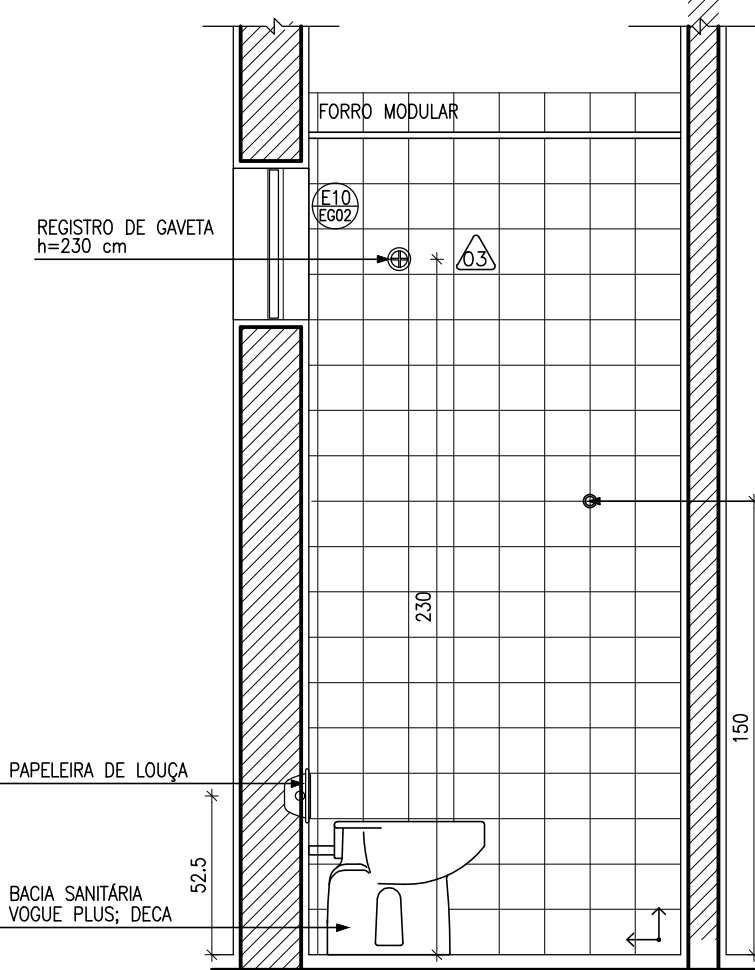 FORRO MODULAR
E10
EG02
REGISTRO DE GAVETA
h=230 cm
03
230
150
PAPELEIRA DE LOUÇA
52.5
BACIA SANITÁRIA
VOGUE PLUS; DECA